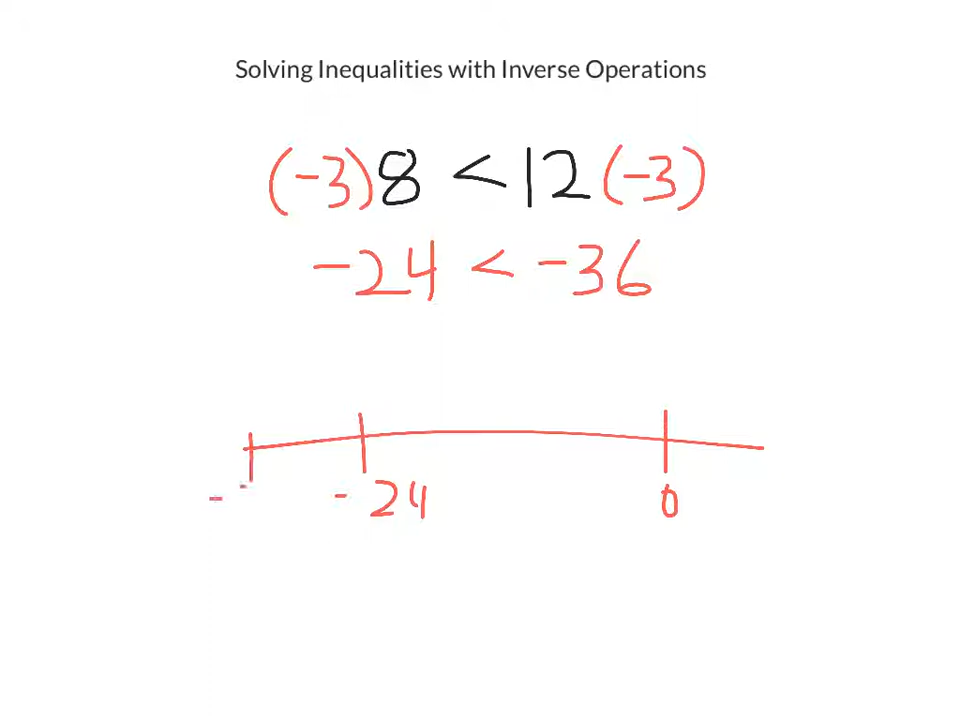 Solving Inequalities with Inverse Operations
(-3) 8 < 12 (-3)
-24 < -36
- -24 0